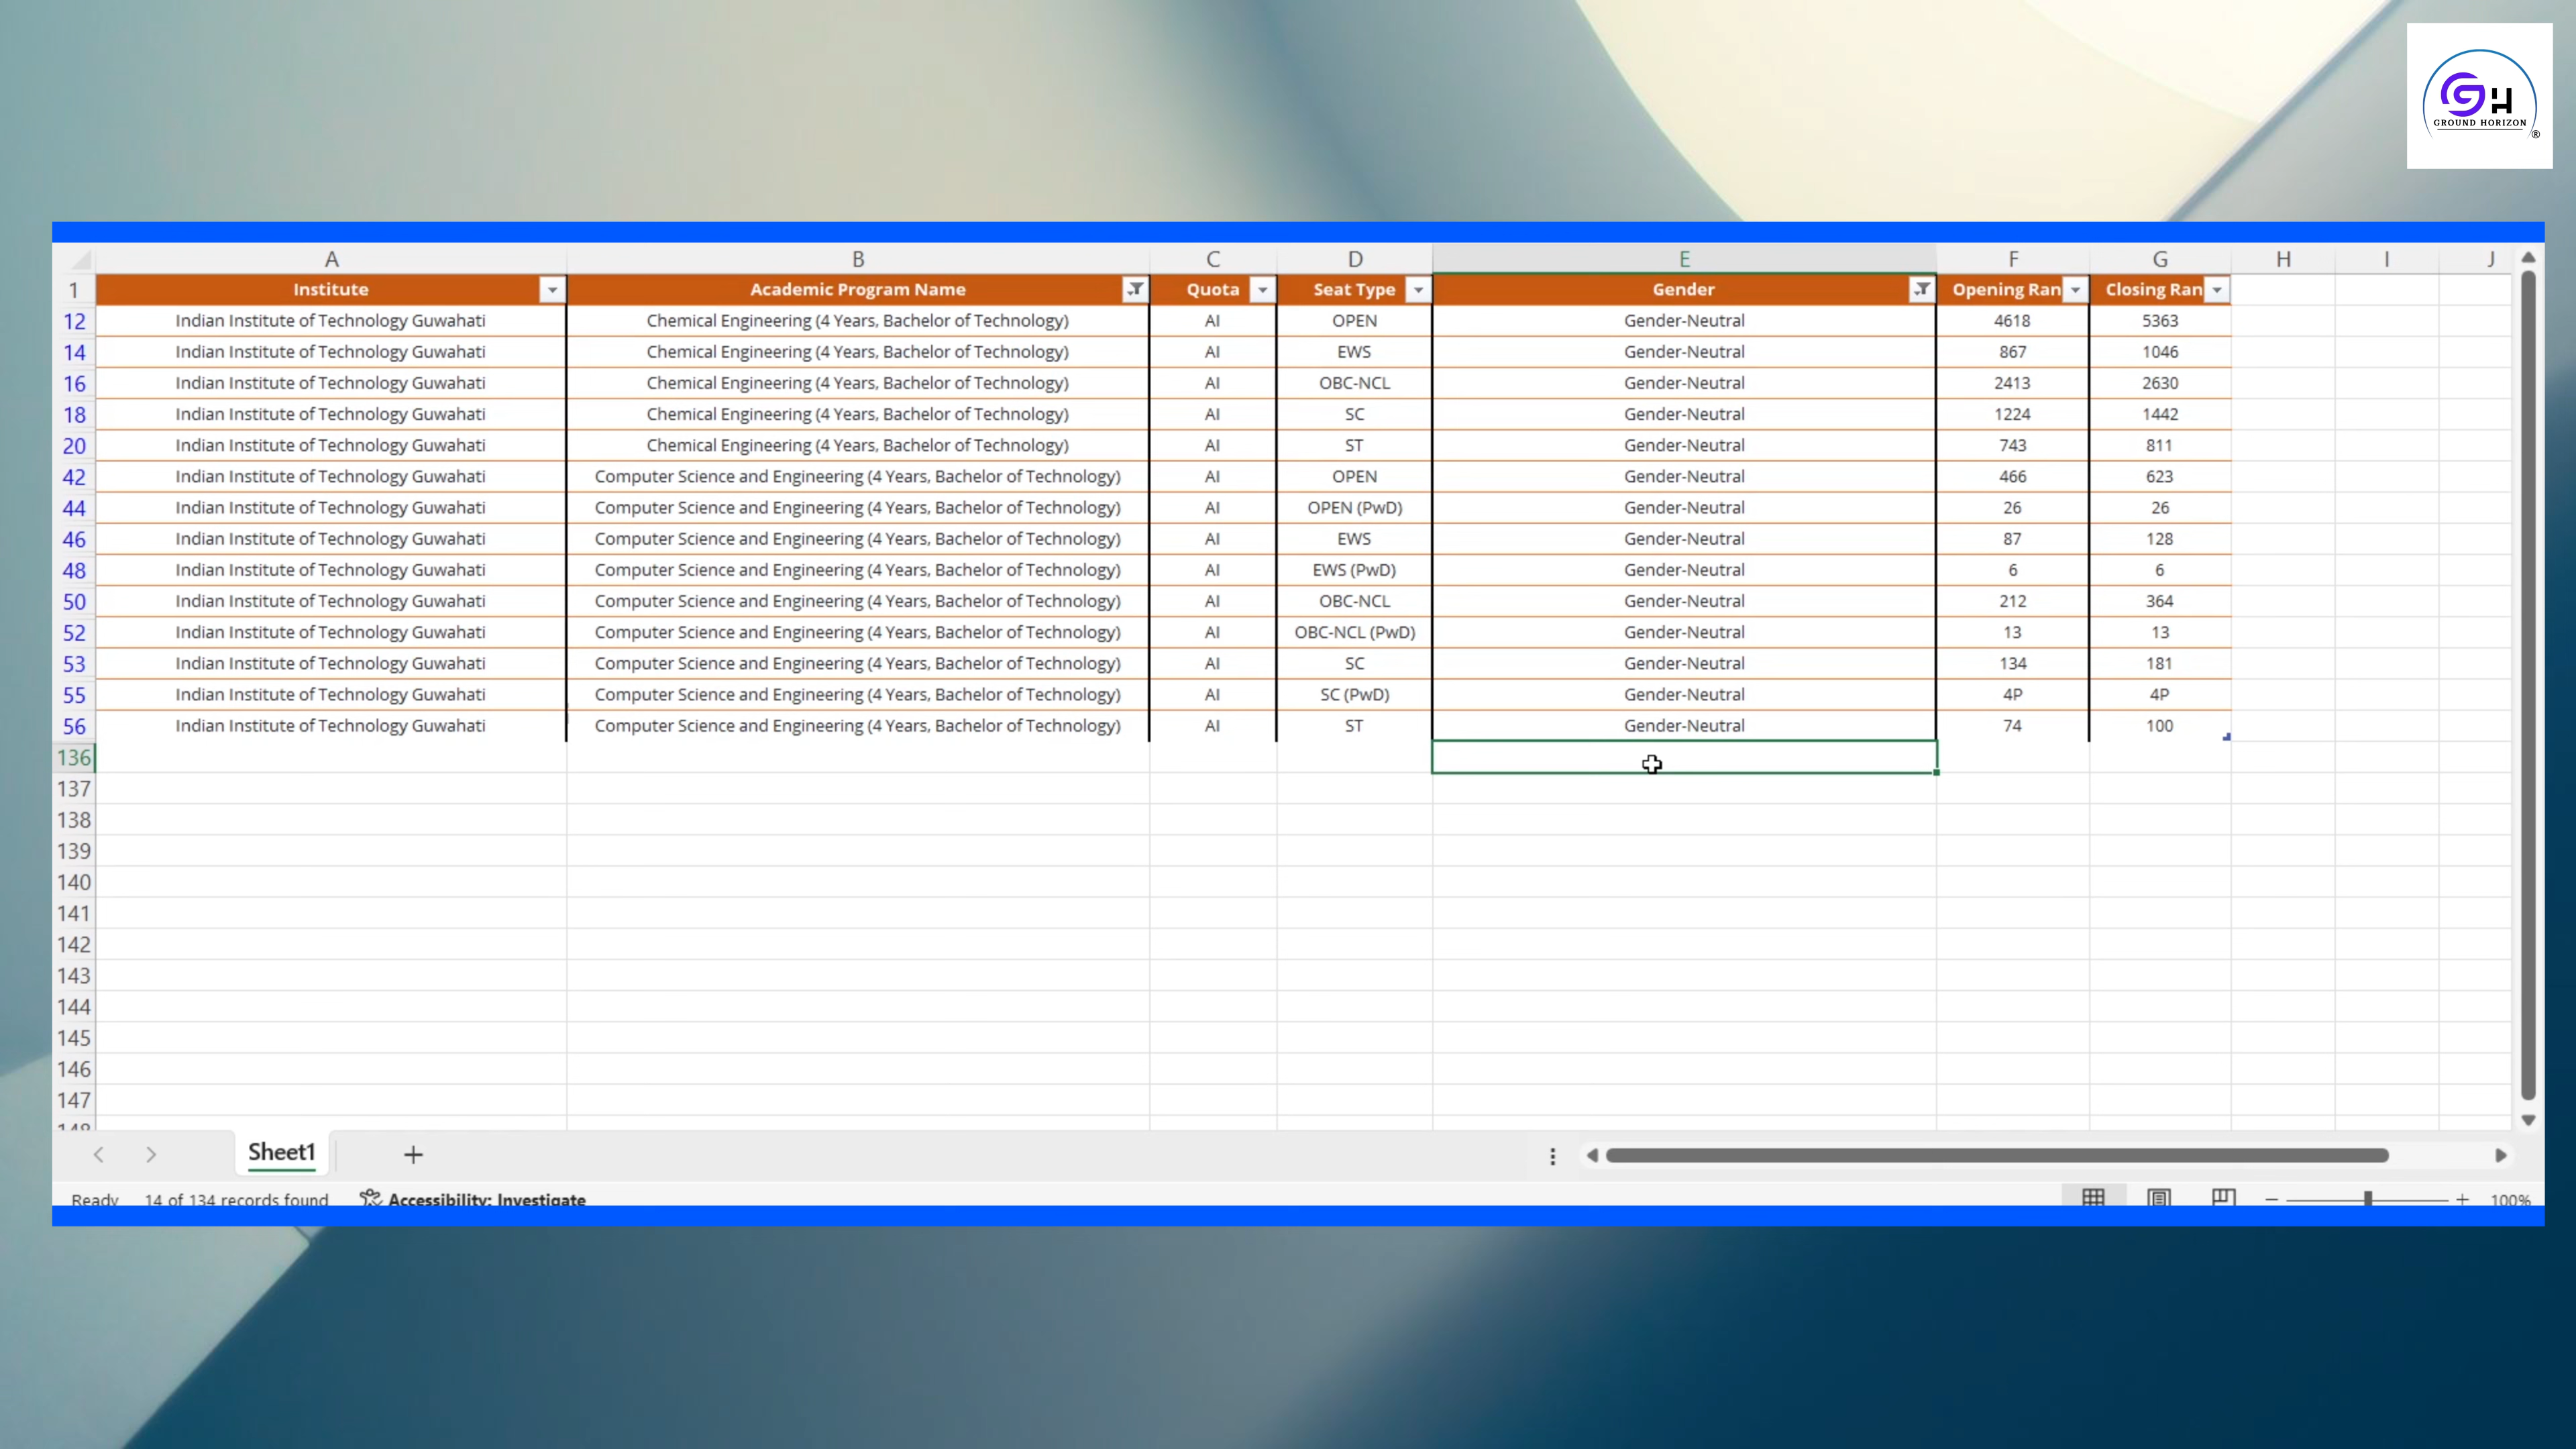 GH
GROUND HORIZON ®
A B C D E F G H I J
1 Institute Academic Program Name Quota Seat Type Gender Opening Ran Closing Ran
12 Indian Institute of Technology Guwahati Chemical Engineering (4 Years, Bachelor of Technology) AI OPEN Gender-Neutral 4618 5363
14 Indian Institute of Technology Guwahati Chemical Engineering (4 Years, Bachelor of Technology) AI EWS Gender-Neutral 867 1046
16 Indian Institute of Technology Guwahati Chemical Engineering (4 Years, Bachelor of Technology) AI OBC-NCL Gender-Neutral 2413 2630
18 Indian Institute of Technology Guwahati Chemical Engineering (4 Years, Bachelor of Technology) AI SC Gender-Neutral 1224 1442
20 Indian Institute of Technology Guwahati Chemical Engineering (4 Years, Bachelor of Technology) AI ST Gender-Neutral 743 811
42 Indian Institute of Technology Guwahati Computer Science and Engineering (4 Years, Bachelor of Technology) AI OPEN Gender-Neutral 466 623
44 Indian Institute of Technology Guwahati Computer Science and Engineering (4 Years, Bachelor of Technology) AI OPEN (PwD) Gender-Neutral 26 26
46 Indian Institute of Technology Guwahati Computer Science and Engineering (4 Years, Bachelor of Technology) AI EWS Gender-Neutral 87 128
48 Indian Institute of Technology Guwahati Computer Science and Engineering (4 Years, Bachelor of Technology) AI EWS (PwD) Gender-Neutral 6 6
50 Indian Institute of Technology Guwahati Computer Science and Engineering (4 Years, Bachelor of Technology) AI OBC-NCL Gender-Neutral 212 364
52 Indian Institute of Technology Guwahati Computer Science and Engineering (4 Years, Bachelor of Technology) AI OBC-NCL (PwD) Gender-Neutral 13 13
53 Indian Institute of Technology Guwahati Computer Science and Engineering (4 Years, Bachelor of Technology) AI SC Gender-Neutral 134 181
55 Indian Institute of Technology Guwahati Computer Science and Engineering (4 Years, Bachelor of Technology) AI SC (PwD) Gender-Neutral 4P 4P
56 Indian Institute of Technology Guwahati Computer Science and Engineering (4 Years, Bachelor of Technology) AI ST Gender-Neutral 74 100
136
137
138
139
140
141
142
143
144
145
146
147
148
Sheet1
Ready 14 of 134 records found Accessibility: Investigate 100%